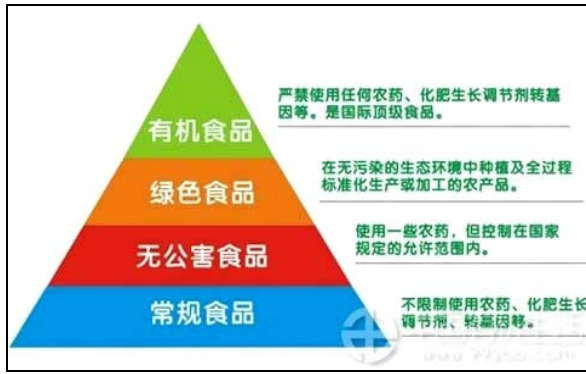 严禁使用任何农药、化肥生长调节剂转基
因等。是国际顶级食品。
有机食品
在无污染的生态环境中种植及全过程
标准化生产或加工的农产品。
绿色食品
使用一些农药,但控制在国家
规定的允许范围内。
无公害食品
不限制使用农药、化肥生长
调节剂、转基因等。
常规食品